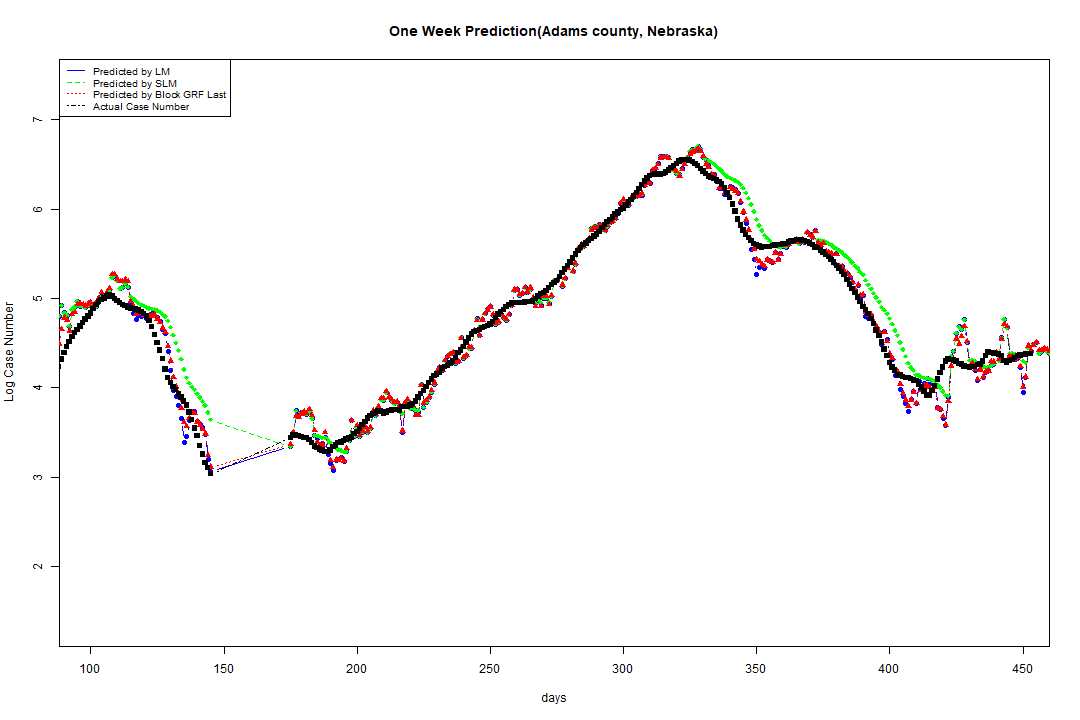 One Week Prediction(Adams county, Nebraska)
Predicted by LM
Predicted by SLM
Predicted by Block GRF Last
Actual Case Number
7
6
5
4
3
2
Log Case Number
100 150 200 250 300 350 400 450
days